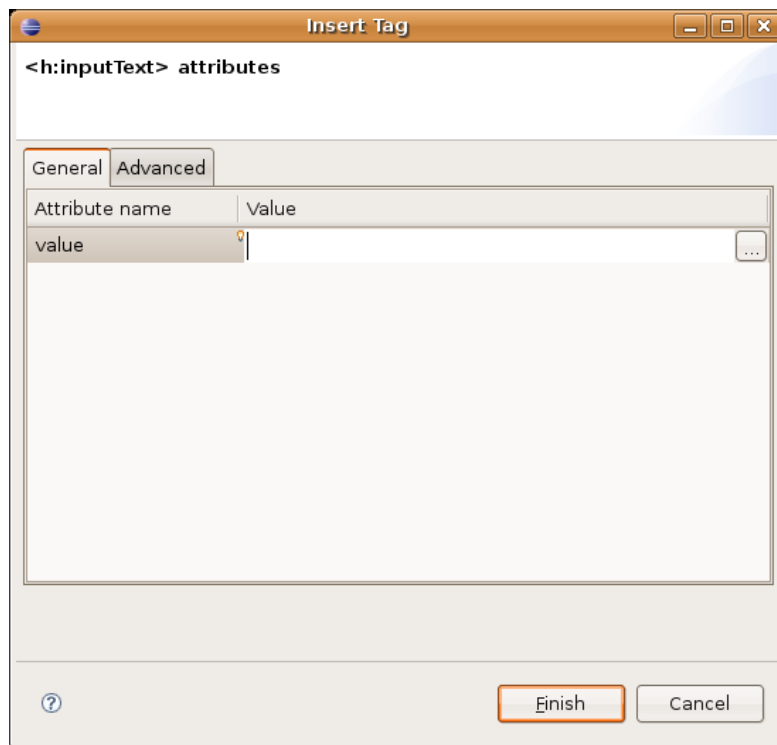 Insert Tag
<h:inputText> attributes
General Advanced
Attribute name Value
value ...
? Finish Cancel